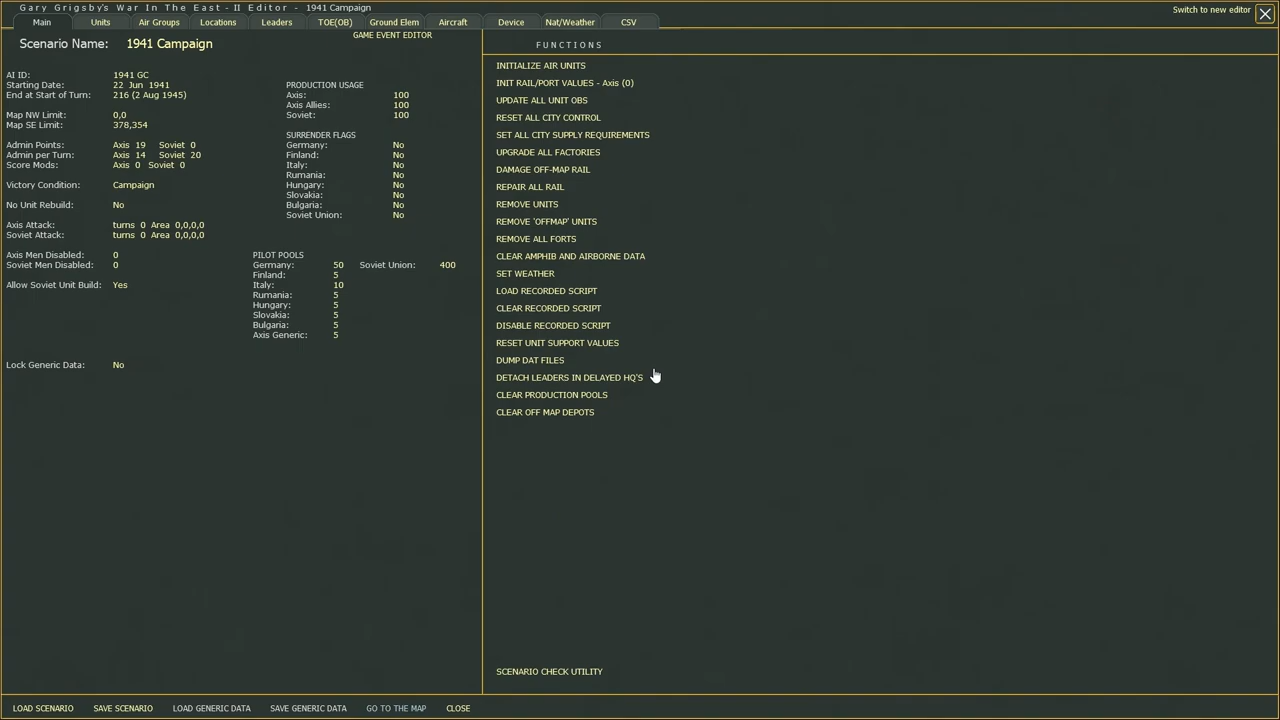 Gary Grigsby's War In The East - II Editor - 1941 Campaign
Switch to new editor
Main Units Air Groups Locations Leaders TOE(OB) Ground Elem Aircraft Device Nat/Weather CSV
GAME EVENT EDITOR
Scenario Name: 1941 Campaign
AI ID: 1941 GC
Starting Date: 22 Jun 1941
End at Start of Turn: 216 (2 Aug 1945)
Map NW Limit: 0,0
Map SE Limit: 378,354
Admin Points: Axis 19 Soviet 0
Admin per Turn: Axis 14 Soviet 20
Score Mods: Axis 0 Soviet 0
Victory Condition: Campaign
No Unit Rebuild: No
Axis Attack: turns 0 Area 0,0,0,0
Soviet Attack: turns 0 Area 0,0,0,0
Axis Men Disabled: 0
Soviet Men Disabled: 0
Allow Soviet Unit Build: Yes
Lock Generic Data: No
PRODUCTION USAGE
Axis: 100
Axis Allies: 100
Soviet: 100
SURRENDER FLAGS
Germany: No
Finland: No
Italy: No
Rumania: No
Hungary: No
Slovakia: No
Bulgaria: No
Soviet Union: No
PILOT POOLS
Germany: 50 Soviet Union: 400
Finland: 5
Italy: 10
Rumania: 5
Hungary: 5
Slovakia: 5
Bulgaria: 5
Axis Generic: 5
FUNCTIONS
INITIALIZE AIR UNITS
INIT RAIL/PORT VALUES - Axis (0)
UPDATE ALL UNIT OBS
RESET ALL CITY CONTROL
SET ALL CITY SUPPLY REQUIREMENTS
UPGRADE ALL FACTORIES
DAMAGE OFF-MAP RAIL
REPAIR ALL RAIL
REMOVE UNITS
REMOVE 'OFFMAP' UNITS
REMOVE ALL FORTS
CLEAR AMPHIB AND AIRBORNE DATA
SET WEATHER
LOAD RECORDED SCRIPT
CLEAR RECORDED SCRIPT
DISABLE RECORDED SCRIPT
RESET UNIT SUPPORT VALUES
DUMP DAT FILES
DETACH LEADERS IN DELAYED HQ'S
CLEAR PRODUCTION POOLS
CLEAR OFF MAP DEPOTS
SCENARIO CHECK UTILITY
LOAD SCENARIO SAVE SCENARIO LOAD GENERIC DATA SAVE GENERIC DATA GO TO THE MAP CLOSE